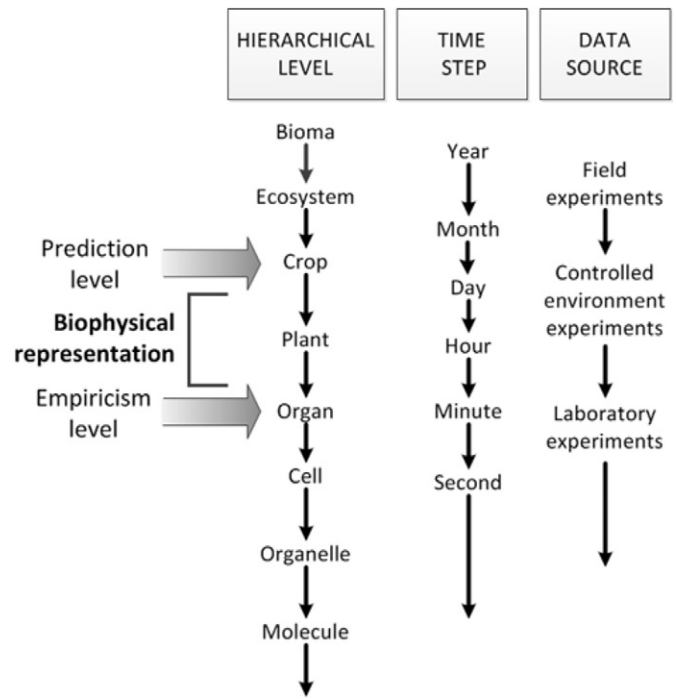 HIERARCHICAL
LEVEL
TIME
STEP
DATA
SOURCE
Bioma
Ecosystem
Crop
Plant
Organ
Cell
Organelle
Molecule
Prediction
level
Biophysical
representation
Empiricism
level
Year
Month
Day
Hour
Minute
Second
Field
experiments
Controlled
environment
experiments
Laboratory
experiments